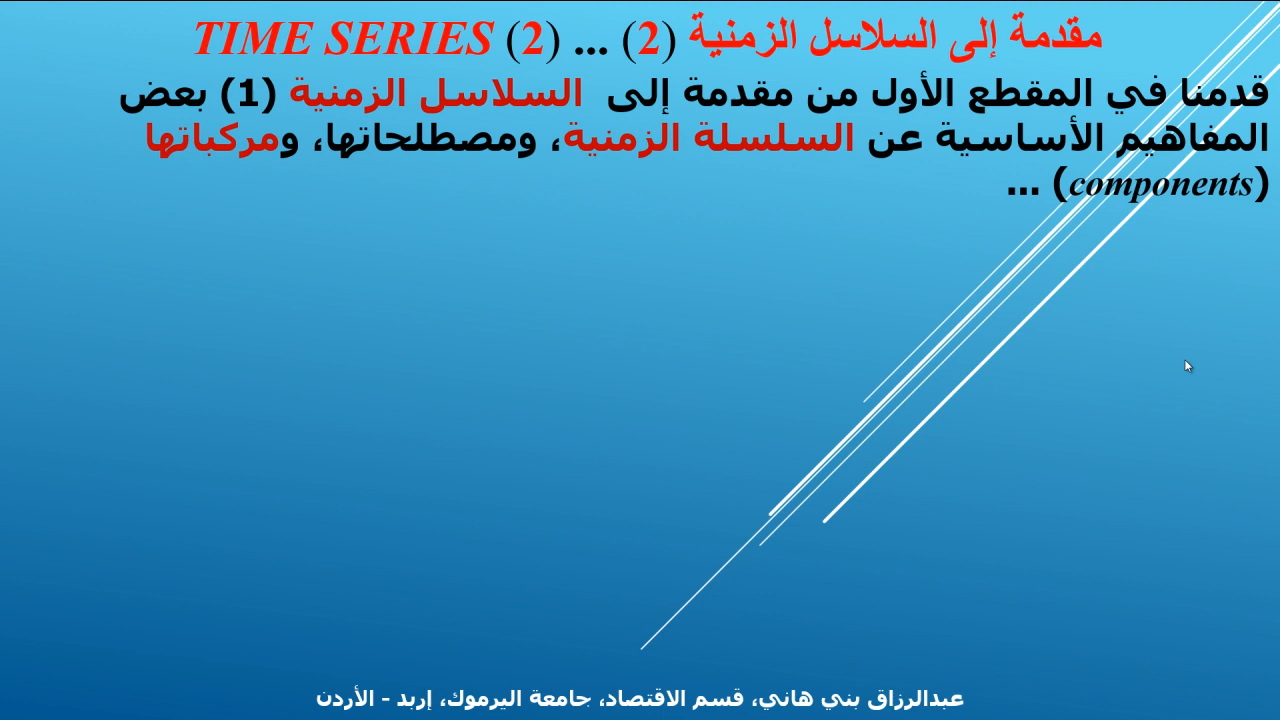 مقدمة إلى السلاسل الزمنية (2) ... (2) TIME SERIES
قدمنا في المقطع الأول من مقدمة إلى السلاسل الزمنية (1) بعض
المفاهيم الأساسية عن السلسلة الزمنية، ومصطلحاتها، ومركباتها
(components) ...
عبدالرزاق بني هاني، قسم الاقتصاد، جامعة اليرموك، إربد - الأردن